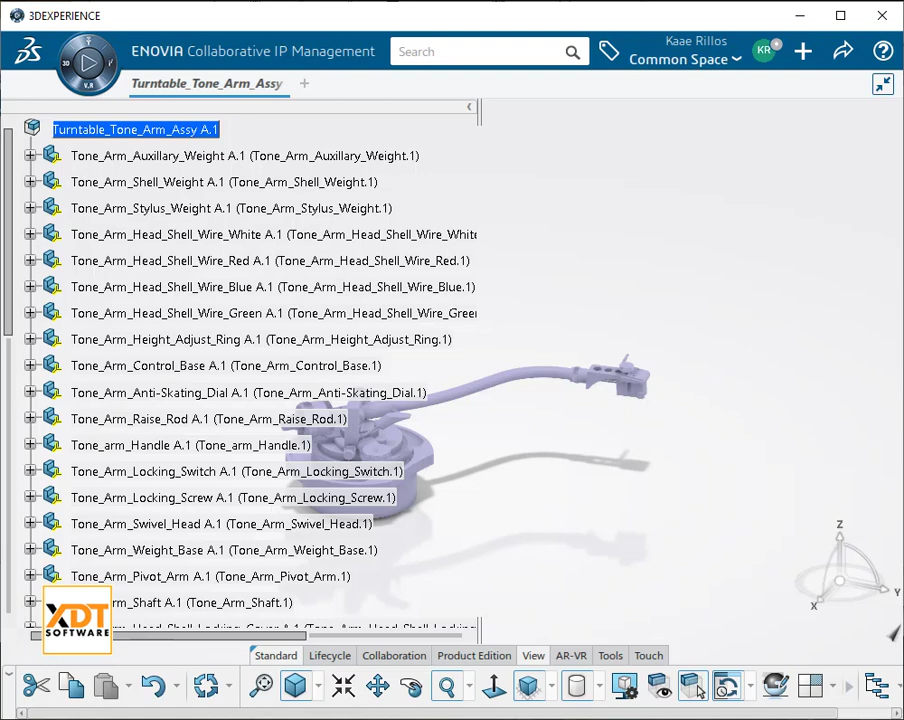 3DEXPERIENCE
ENOVIA Collaborative IP Management
Search
Kaae Rillos
Common Space
KR
3D
V.R
Turntable_Tone_Arm_Assy
Turntable_Tone_Arm_Assy A.1
Tone_Arm_Auxillary_Weight A.1 (Tone_Arm_Auxillary_Weight.1)
Tone_Arm_Shell_Weight A.1 (Tone_Arm_Shell_Weight.1)
Tone_Arm_Stylus_Weight A.1 (Tone_Arm_Stylus_Weight.1)
Tone_Arm_Head_Shell_Wire_White A.1 (Tone_Arm_Head_Shell_Wire_White
Tone_Arm_Head_Shell_Wire_Red A.1 (Tone_Arm_Head_Shell_Wire_Red.1)
Tone_Arm_Head_Shell_Wire_Blue A.1 (Tone_Arm_Head_Shell_Wire_Blue.1)
Tone_Arm_Head_Shell_Wire_Green A.1 (Tone_Arm_Head_Shell_Wire_Green
Tone_Arm_Height_Adjust_Ring A.1 (Tone_Arm_Height_Adjust_Ring.1)
Tone_Arm_Control_Base A.1 (Tone_Arm_Control_Base.1)
Tone_Arm_Anti-Skating_Dial A.1 (Tone_Arm_Anti-Skating_Dial.1)
Tone_Arm_Raise_Rod A.1 (Tone_Arm_Raise_Rod.1)
Tone_arm_Handle A.1 (Tone_arm_Handle.1)
Tone_Arm_Locking_Switch A.1 (Tone_Arm_Locking_Switch.1)
Tone_Arm_Locking_Screw A.1 (Tone_Arm_Locking_Screw.1)
Tone_Arm_Swivel_Head A.1 (Tone_Arm_Swivel_Head.1)
Tone_Arm_Weight_Base A.1 (Tone_Arm_Weight_Base.1)
Tone_Arm_Pivot_Arm A.1 (Tone_Arm_Pivot_Arm.1)
rm_Shaft A.1 (Tone_Arm_Shaft.1)
XDT
SOFTWARE
Z
Y
X
Standard Lifecycle Collaboration Product Edition View AR-VR Tools Touch